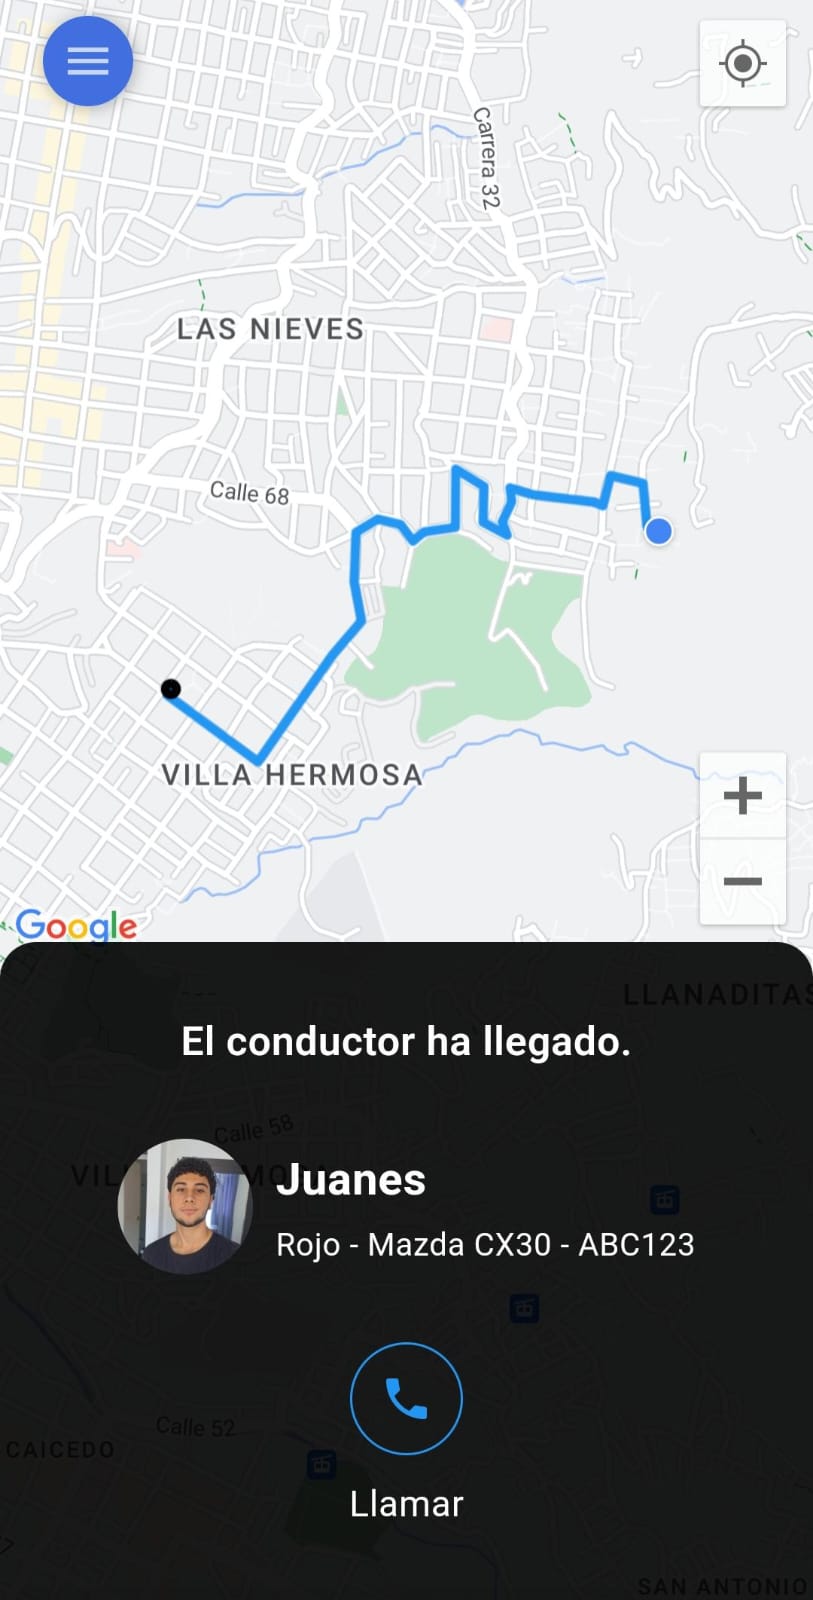 Carrera 32
LAS NIEVES
Calle 68
VILLA HERMOSA
Google
LLANADITAS
El conductor ha llegado.
Calle 58
Juanes
Rojo - Mazda CX30 - ABC123
Calle 52
CAICEDO
Llamar
SAN ANTONIO